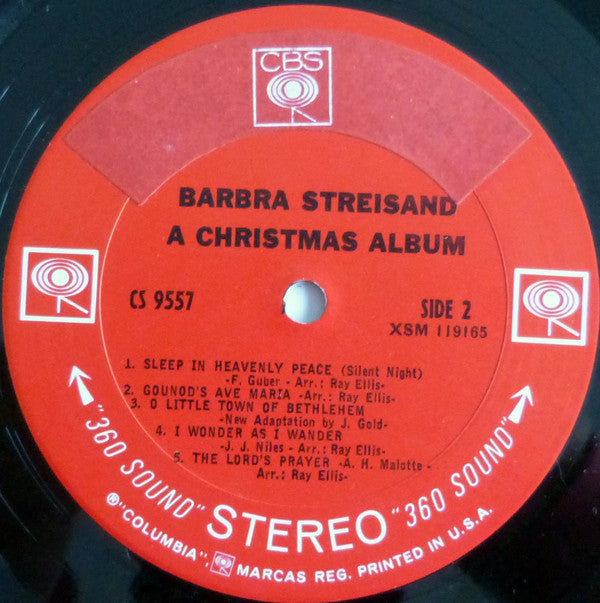 CBS
BARBRA STREISAND
A CHRISTMAS ALBUM
CS 9557
SIDE 2
XSM 119165
1. SLEEP IN HEAVENLY PEACE (Silent Night)
-F. Guber - Arr.: Ray Ellis-
2. GOUNOD'S AVE MARIA -Arr.: Ray Ellis-
3. O LITTLE TOWN OF BETHLEHEM
-New Adaptation by J. Gold-
4. I WONDER AS I WANDER
-J. J. Niles - Arr.: Ray Ellis-
5. THE LORD'S PRAYER -A. H. Malotte -
Arr.: Ray Ellis-
"360 SOUND" STEREO "360 SOUND"
® "COLUMBIA", MARCAS REG. PRINTED IN U.S.A.